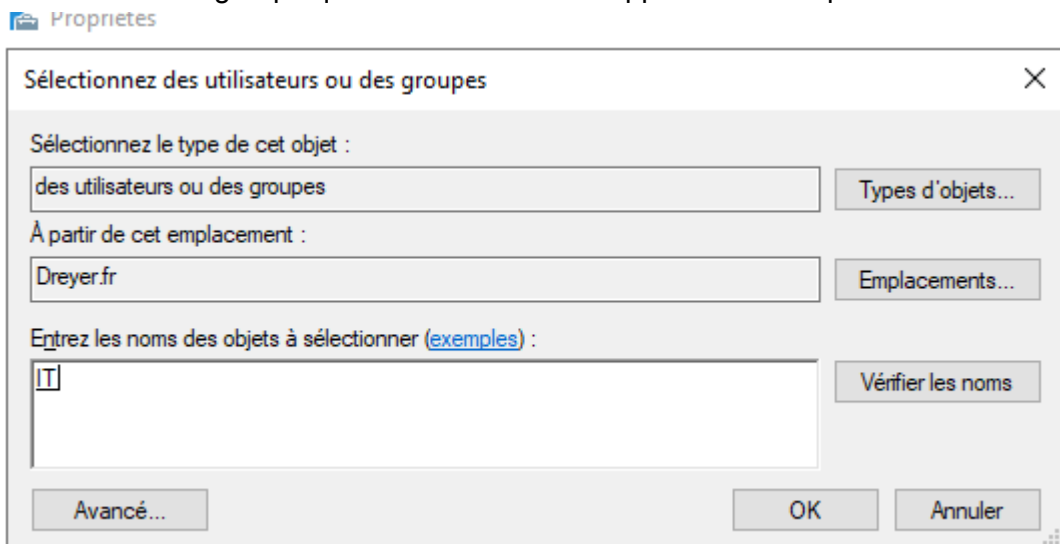 Propriétés
Sélectionnez des utilisateurs ou des groupes
Sélectionnez le type de cet objet :
des utilisateurs ou des groupes
Types d'objets...
À partir de cet emplacement :
Dreyer.fr
Emplacements...
Entrez les noms des objets à sélectionner (exemples) :
IT
Vérifier les noms
Avancé...
OK
Annuler